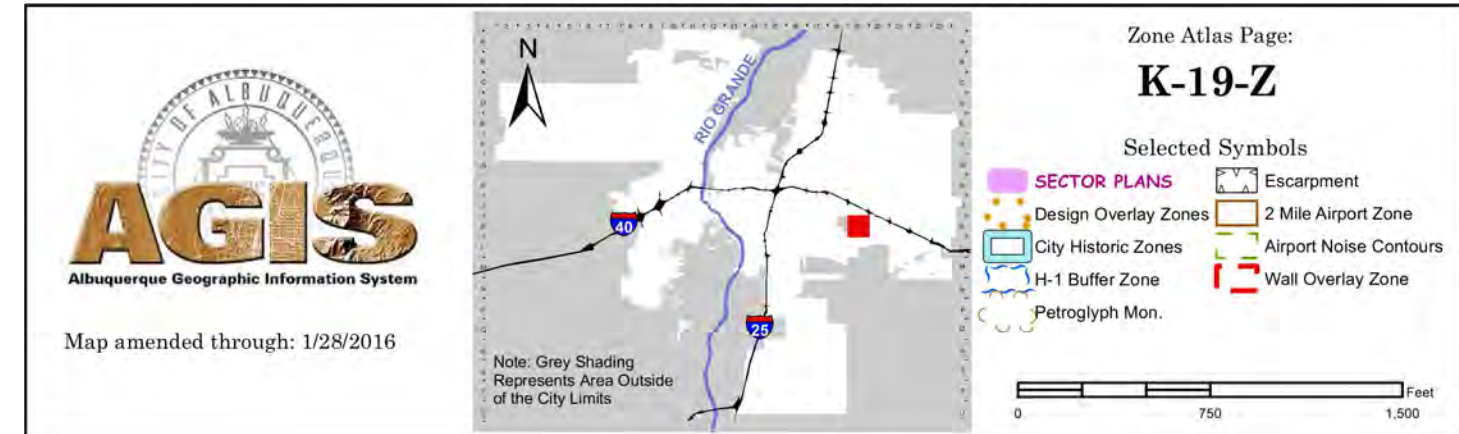 CITY OF ALBUQUERQUE
AGIS
Albuquerque Geographic Information System
Map amended through: 1/28/2016
N
RIO GRANDE
40
25
Note: Grey Shading
Represents Area Outside
of the City Limits
Zone Atlas Page:
K-19-Z
Selected Symbols
SECTOR PLANS
Design Overlay Zones
City Historic Zones
H-1 Buffer Zone
Petroglyph Mon.
Escarpment
2 Mile Airport Zone
Airport Noise Contours
Wall Overlay Zone
Feet
0 750 1,500